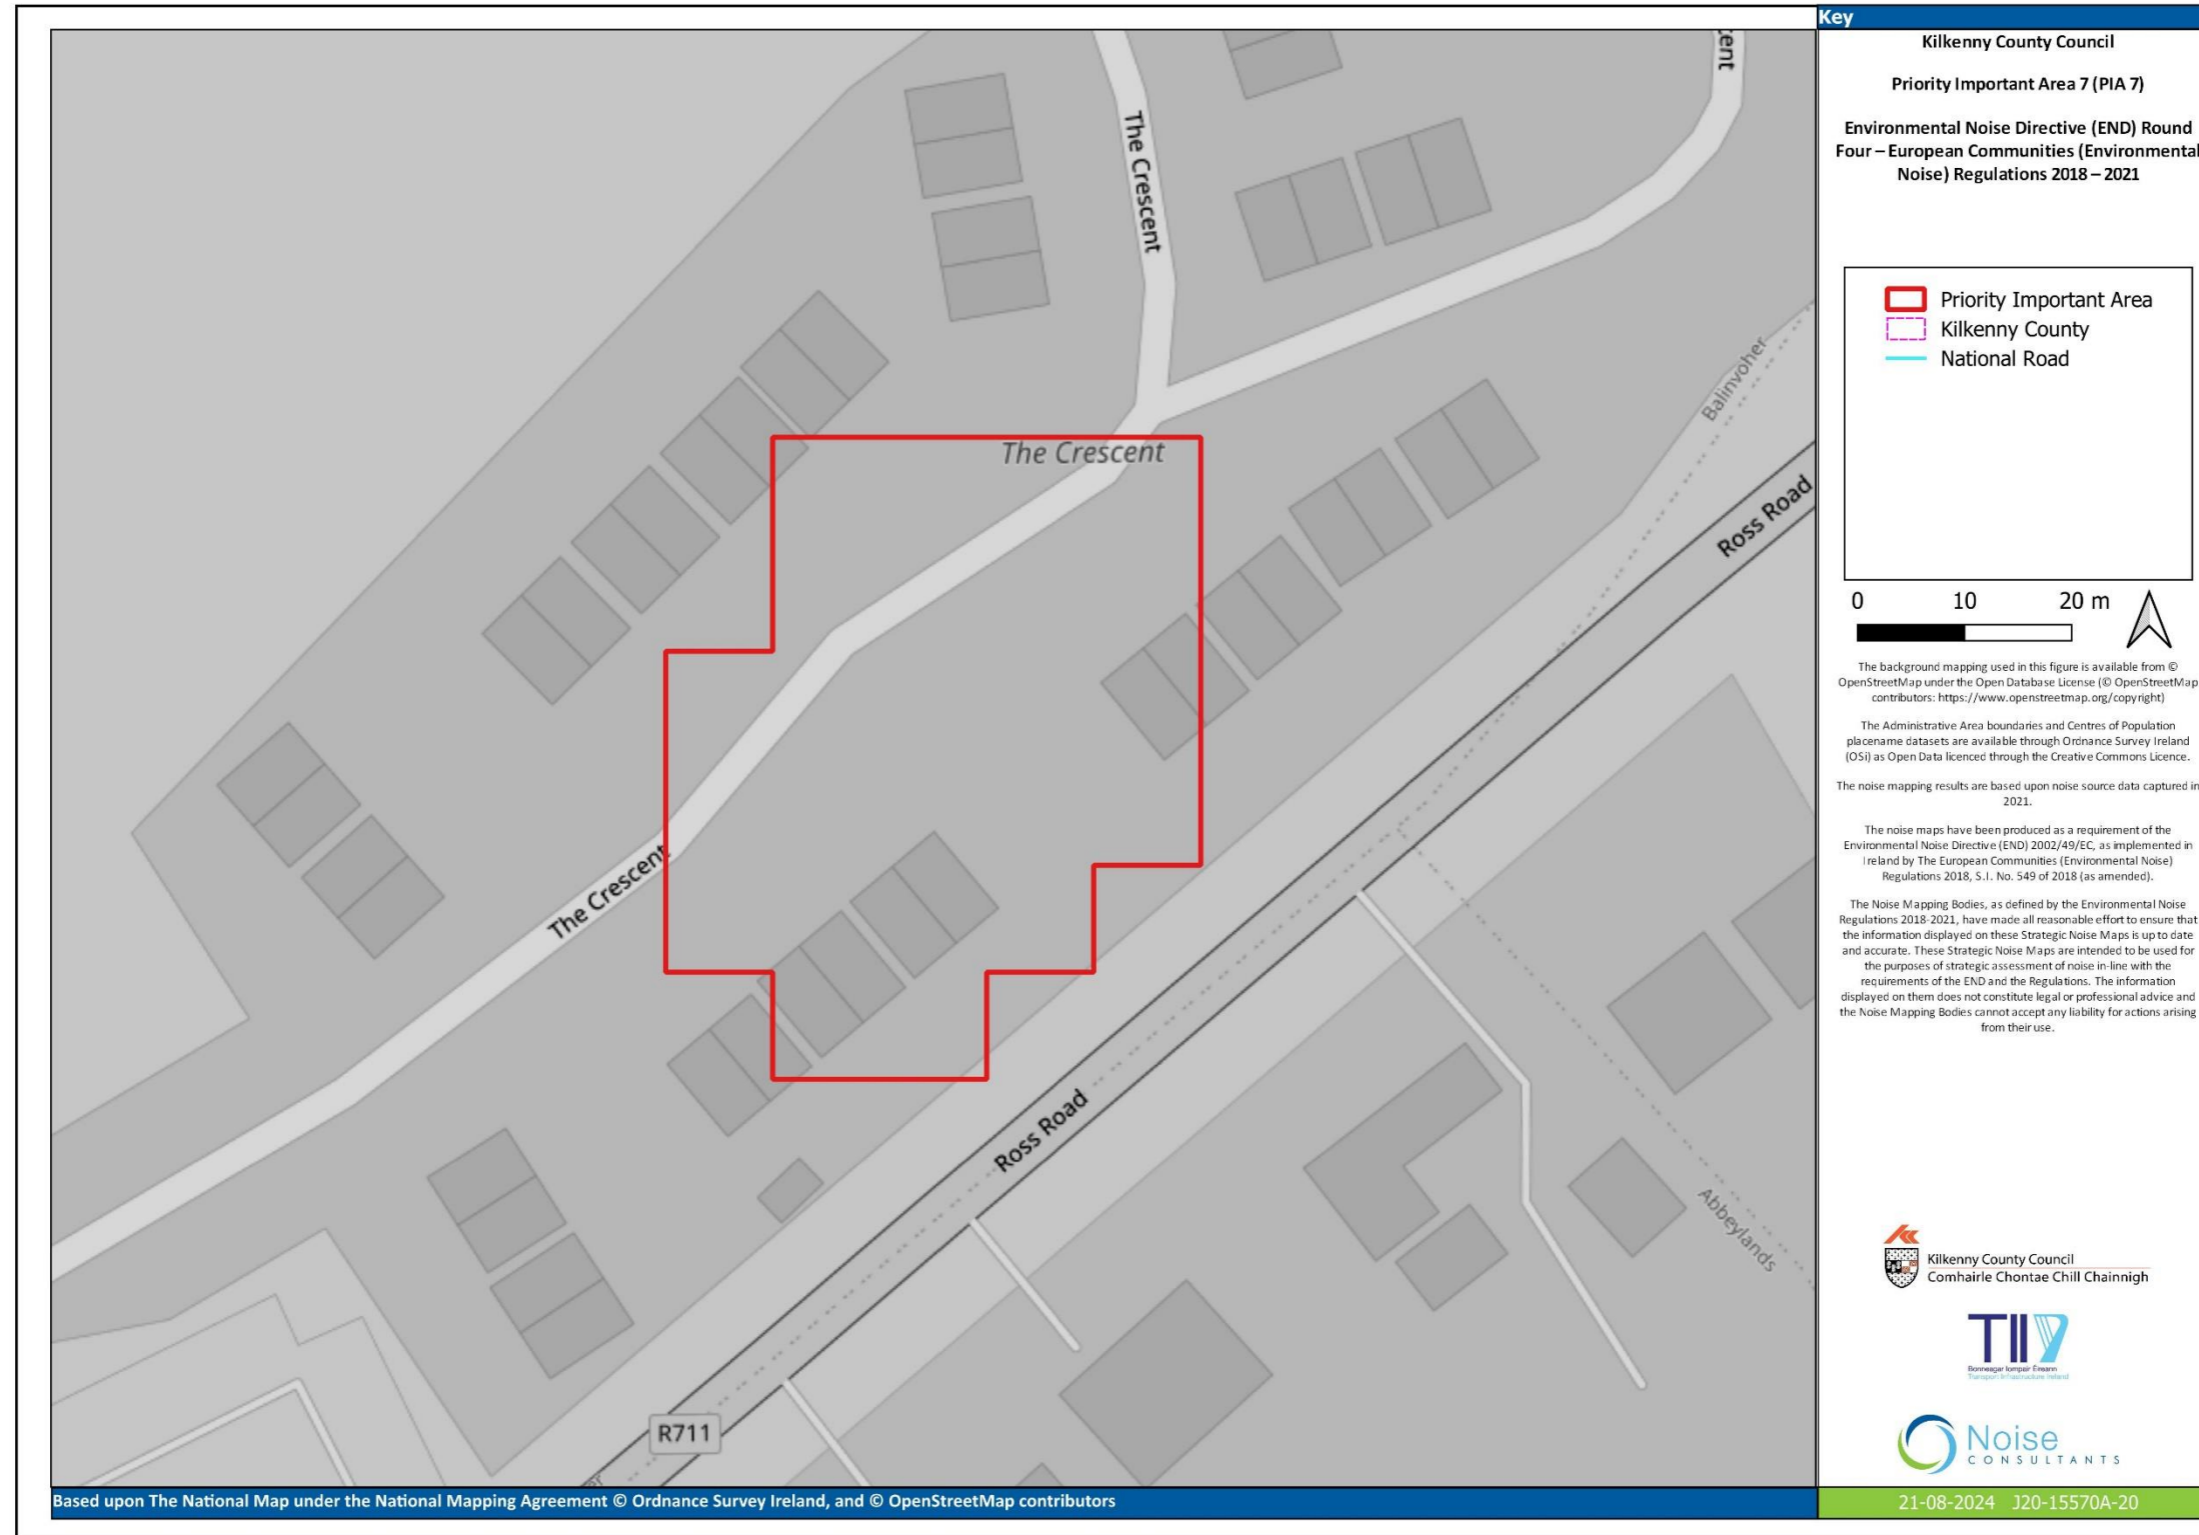 Key
Kilkenny County Council
Priority Important Area 7 (PIA 7)
Environmental Noise Directive (END) Round
Four – European Communities (Environmental
Noise) Regulations 2018 – 2021
Priority Important Area
Kilkenny County
National Road
0 10 20 m
The background mapping used in this figure is available from ©
OpenStreetMap under the Open Database License (© OpenStreetMap
contributors: https://www.openstreetmap.org/copyright)
The Administrative Area boundaries and Centres of Population
placename datasets are available through Ordnance Survey Ireland
(OSi) as Open Data licenced through the Creative Commons Licence.
The noise mapping results are based upon noise source data captured in
2021.
The noise maps have been produced as a requirement of the
Environmental Noise Directive (END) 2002/49/EC, as implemented in
Ireland by The European Communities (Environmental Noise)
Regulations 2018, S.I. No. 549 of 2018 (as amended).
The Noise Mapping Bodies, as defined by the Environmental Noise
Regulations 2018-2021, have made all reasonable effort to ensure that
the information displayed on these Strategic Noise Maps is up to date
and accurate. These Strategic Noise Maps are intended to be used for
the purposes of strategic assessment of noise in-line with the
requirements of the END and the Regulations. The information
displayed on them does not constitute legal or professional advice and
the Noise Mapping Bodies cannot accept any liability for actions arising
from their use.
Kilkenny County Council
Comhairle Chontae Chill Chainnigh
TII
Bonneagar Iompair Éireann
Transport Infrastructure Ireland
Noise
CONSULTANTS
21-08-2024 J20-15570A-20
cent
The Crescent
The Crescent
Balinvoher
Ross Road
The Crescent
Ross Road
Abbeylands
R711
er
Based upon The National Map under the National Mapping Agreement © Ordnance Survey Ireland, and © OpenStreetMap contributors